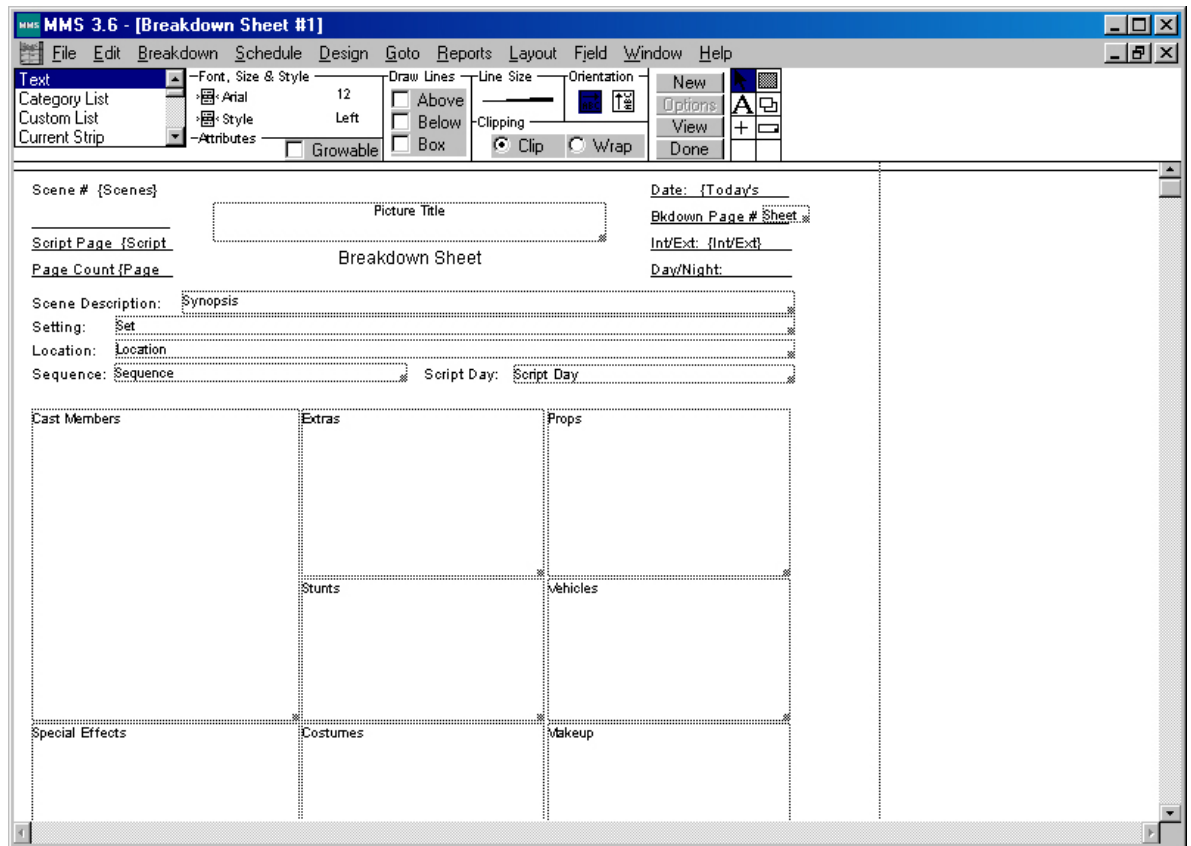 MMS 3.6 - [Breakdown Sheet #1]
File Edit Breakdown Schedule Design Goto Reports Layout Field Window Help
Text
Category List
Custom List
Current Strip
Font, Size & Style
Arial 12
Style Left
Attributes
Growable
Draw Lines
Above
Below
Box
Line Size
Clipping
Clip Wrap
Orientation
New
Options
View
Done
A
Scene # {Scenes}
Script Page {Script
Page Count {Page
Picture Title
Breakdown Sheet
Date: {Today's
Bkdown Page # Sheet
Int/Ext: {Int/Ext}
Day/Night:
Scene Description: Synopsis
Setting: Set
Location: Location
Sequence: Sequence Script Day: Script Day
Cast Members Extras Props
Stunts Vehicles
Special Effects Costumes Makeup